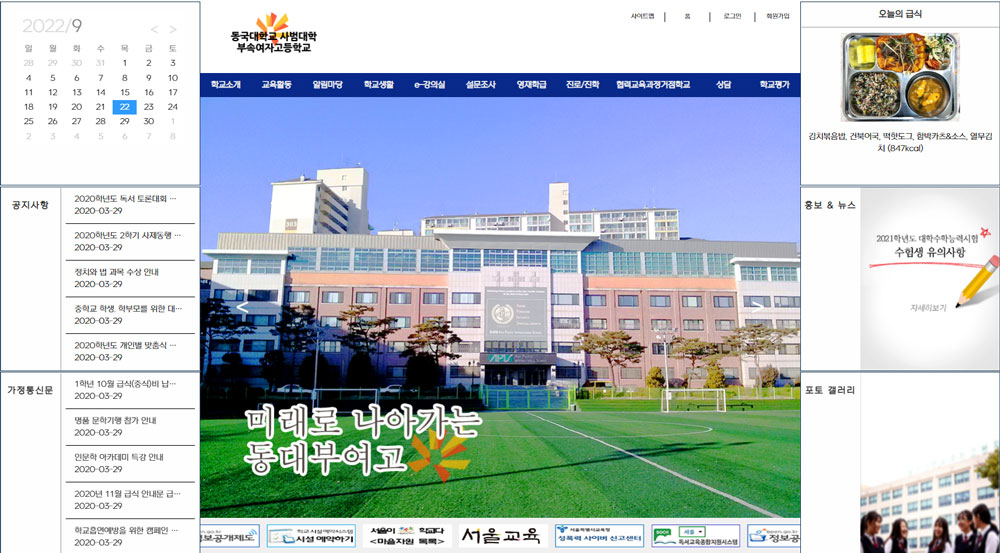 2022/9
< >
일 월 화 수 목 금 토
28 29 30 31 1 2 3
4 5 6 7 8 9 10
11 12 13 14 15 16 17
18 19 20 21 22 23 24
25 26 27 28 29 30 1
2 3 4 5 6 7 8
동국대학교 사범대학
부속여자고등학교
사이트맵 | 홈 | 로그인 | 회원가입
학교소개 교육활동 알림마당 학교생활 e-강의실 설문조사 영재학급 진로/진학 협력교육과정거점학교 상담 학교평가
오늘의 급식
김치볶음밥, 건북어국, 떡핫도그, 함박카츠&소스, 열무김
치 (847kcal)
공지사항
2020학년도 독서 토론대회 ...
2020-03-29
2020학년도 2학기 사제동행 ...
2020-03-29
정치와 법 과목 수상 안내
2020-03-29
중학교 학생, 학부모를 위한 대...
2020-03-29
2020학년도 개인별 맞춤식 ...
2020-03-29
가정통신문
1학년 10월 급식(중식)비 납...
2020-03-29
명품 문학기행 참가 안내
2020-03-29
인문학 아카데미 특강 안내
2020-03-29
2020년 11월 급식 안내문 급...
2020-03-29
학교흡연예방을 위한 캠페인 ...
2020-03-29
< >
미래로 나아가는
동대부여고
홍보 & 뉴스
2021학년도 대학수학능력시험
수험생 유의사항
자세히보기
포토 갤러리
정보공개제도
학교시설예약시스템
시설 예약하기
서울이 학교다
<마을자원 목록>
서울교육
서울특별시교육청
성폭력 사이버 신고센터
서울
독서교육종합지원시스템
정보공